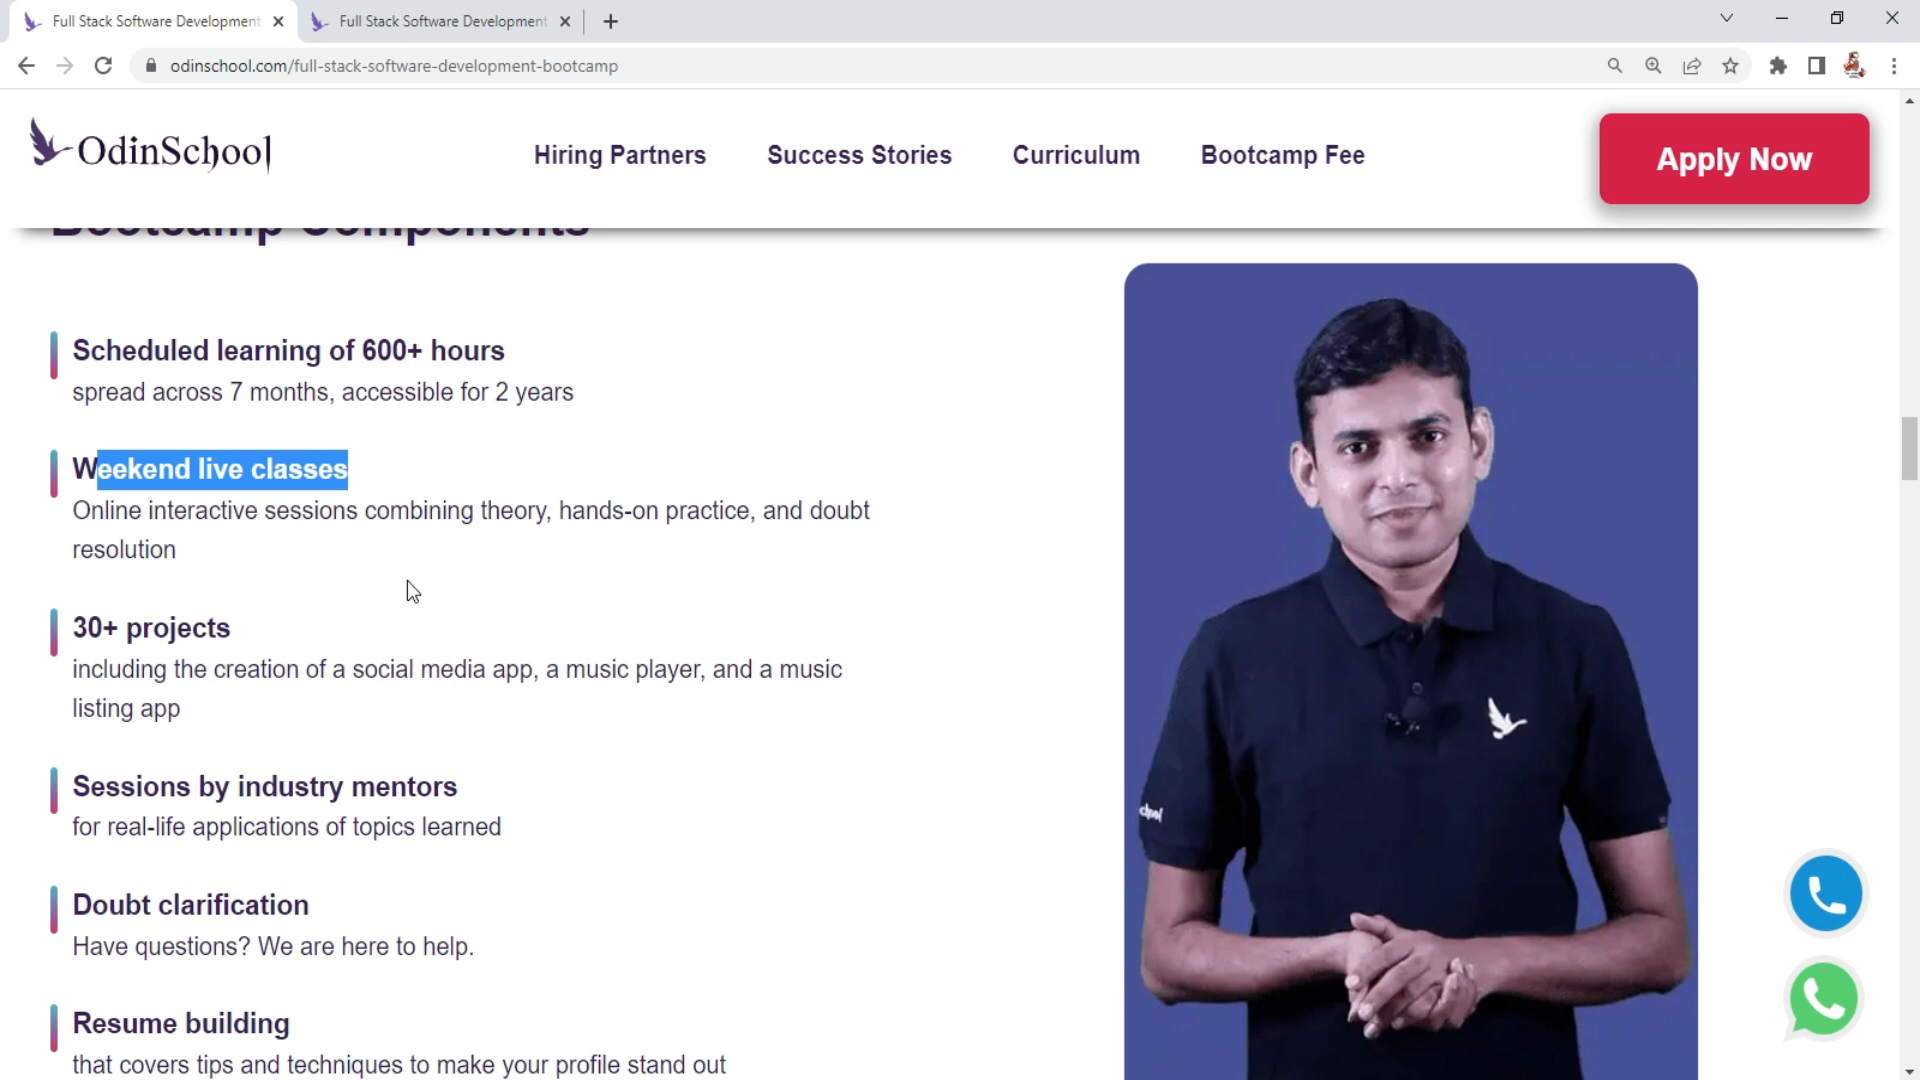 Full Stack Software Development
Full Stack Software Development
odinschool.com/full-stack-software-development-bootcamp
OdinSchool
Hiring Partners
Success Stories
Curriculum
Bootcamp Fee
Apply Now
Bootcamp Components
Scheduled learning of 600+ hours
spread across 7 months, accessible for 2 years
Weekend live classes
Online interactive sessions combining theory, hands-on practice, and doubt
resolution
30+ projects
including the creation of a social media app, a music player, and a music
listing app
Sessions by industry mentors
for real-life applications of topics learned
Doubt clarification
Have questions? We are here to help.
Resume building
that covers tips and techniques to make your profile stand out